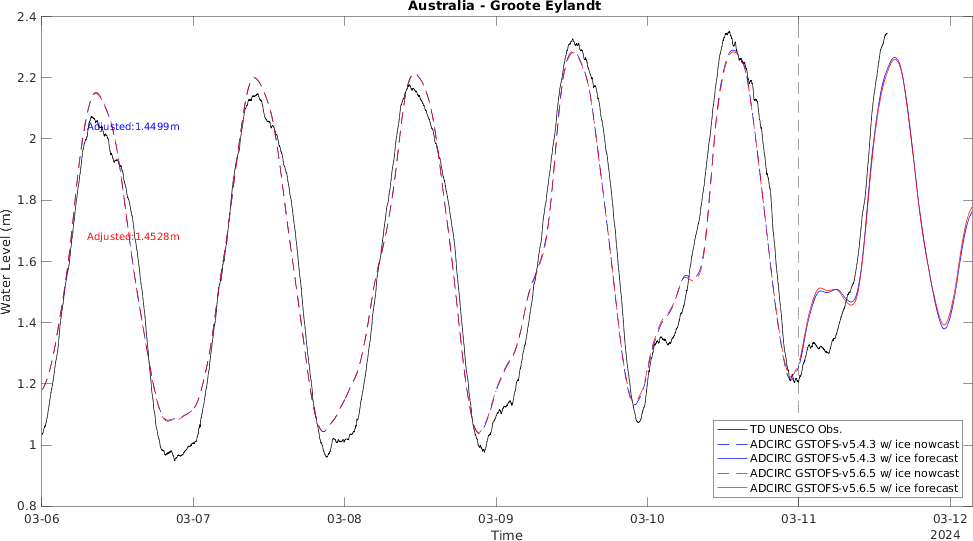 Australia - Groote Eylandt
2.4
2.2
2
1.8
1.6
1.4
1.2
1
0.8
Water Level (m)
Adjusted:1.4499m
Adjusted:1.4528m
TD UNESCO Obs.
ADCIRC GSTOFS-v5.4.3 w/ ice nowcast
ADCIRC GSTOFS-v5.4.3 w/ ice forecast
ADCIRC GSTOFS-v5.6.5 w/ ice nowcast
ADCIRC GSTOFS-v5.6.5 w/ ice forecast
03-06 03-07 03-08 03-09 03-10 03-11 03-12
Time
2024